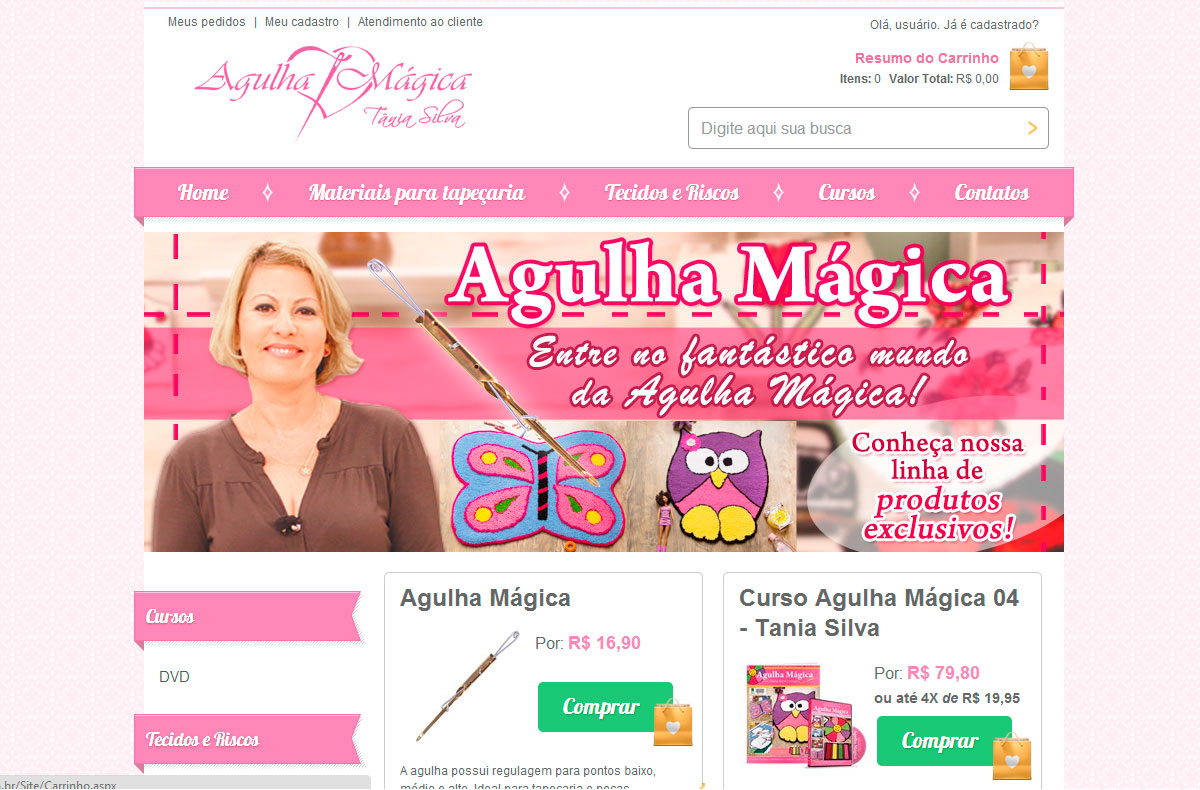 Meus pedidos | Meu cadastro | Atendimento ao cliente
Olá, usuário. Já é cadastrado?
Agulha Mágica
Tânia Silva
Resumo do Carrinho
Itens: 0 Valor Total: R$ 0,00
Digite aqui sua busca
Home
Materiais para tapeçaria
Tecidos e Riscos
Cursos
Contatos
Agulha Mágica
Entre no fantástico mundo
da Agulha Mágica!
Conheça nossa
linha de
produtos
exclusivos!
Cursos
DVD
Tecidos e Riscos
Agulha Mágica
Por: R$ 16,90
Comprar
A agulha possui regulagem para pontos baixo,
médio e alto. Ideal para tapeçaria e peças
Curso Agulha Mágica 04
- Tania Silva
Agulha Mágica
Por: R$ 79,80
ou até 4X de R$ 19,95
Comprar
.br/Site/Carrinho.aspx